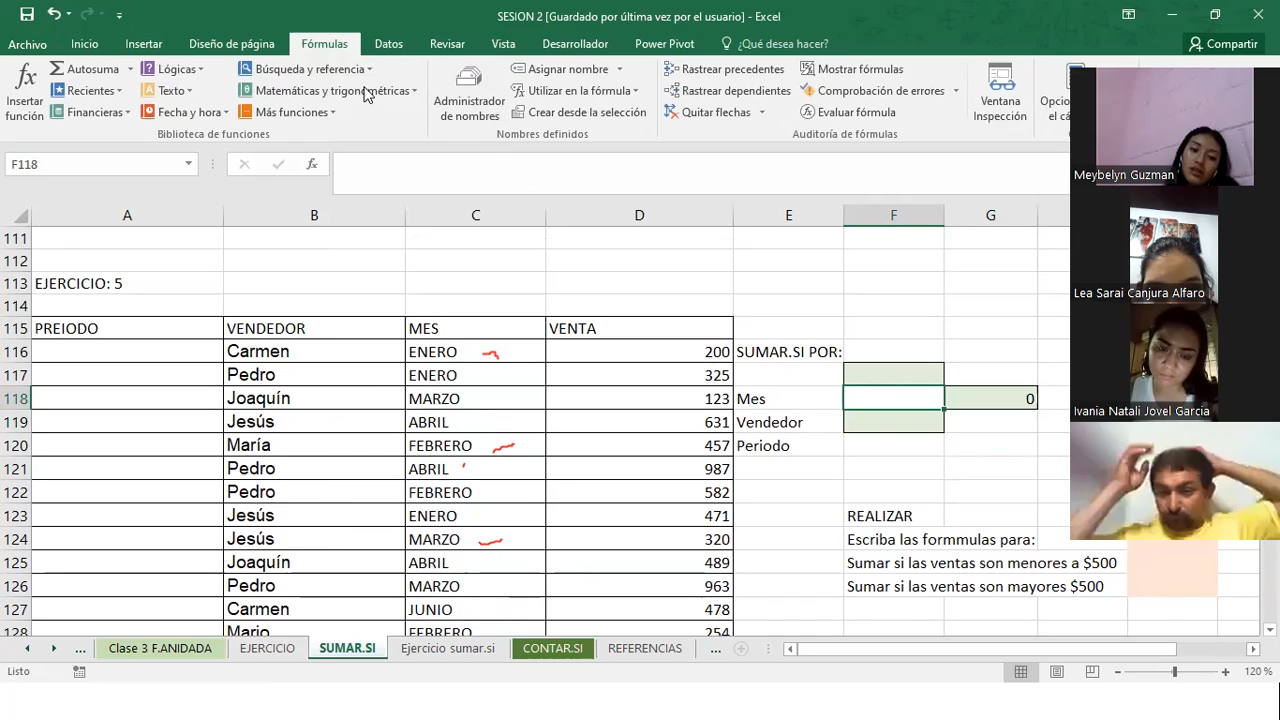 SESION 2 [Guardado por última vez por el usuario] - Excel
Archivo Inicio Insertar Diseño de página Fórmulas Datos Revisar Vista Desarrollador Power Pivot ¿Qué desea hacer? Compartir
Insertar función
Autosuma Recientes Financieras
Lógicas Texto Fecha y hora
Búsqueda y referencia Matemáticas y trigonométricas Más funciones
Biblioteca de funciones
Administrador de nombres
Asignar nombre Utilizar en la fórmula Crear desde la selección
Nombres definidos
Rastrear precedentes Rastrear dependientes Quitar flechas
Mostrar fórmulas Comprobación de errores Evaluar fórmula
Auditoría de fórmulas
Ventana Inspección
F118 fx
A B C D E F G
111
112
113 EJERCICIO: 5
114
115 PREIODO VENDEDOR MES VENTA
116 Carmen ENERO 200 SUMAR.SI POR:
117 Pedro ENERO 325
118 Joaquín MARZO 123 Mes 0
119 Jesús ABRIL 631 Vendedor
120 María FEBRERO 457 Periodo
121 Pedro ABRIL 987
122 Pedro FEBRERO 582
123 Jesús ENERO 471 REALIZAR
124 Jesús MARZO 320 Escriba las formmulas para:
125 Joaquín ABRIL 489 Sumar si las ventas son menores a $500
126 Pedro MARZO 963 Sumar si las ventas son mayores $500
127 Carmen JUNIO 478
128 Mario FEBRERO 254
Meybelyn Guzman
Lea Sarai Canjura Alfaro
Ivania Natali Jovel Garcia
... Clase 3 F.ANIDADA EJERCICIO SUMAR.SI Ejercicio sumar.si CONTAR.SI REFERENCIAS ...
Listo 120 %